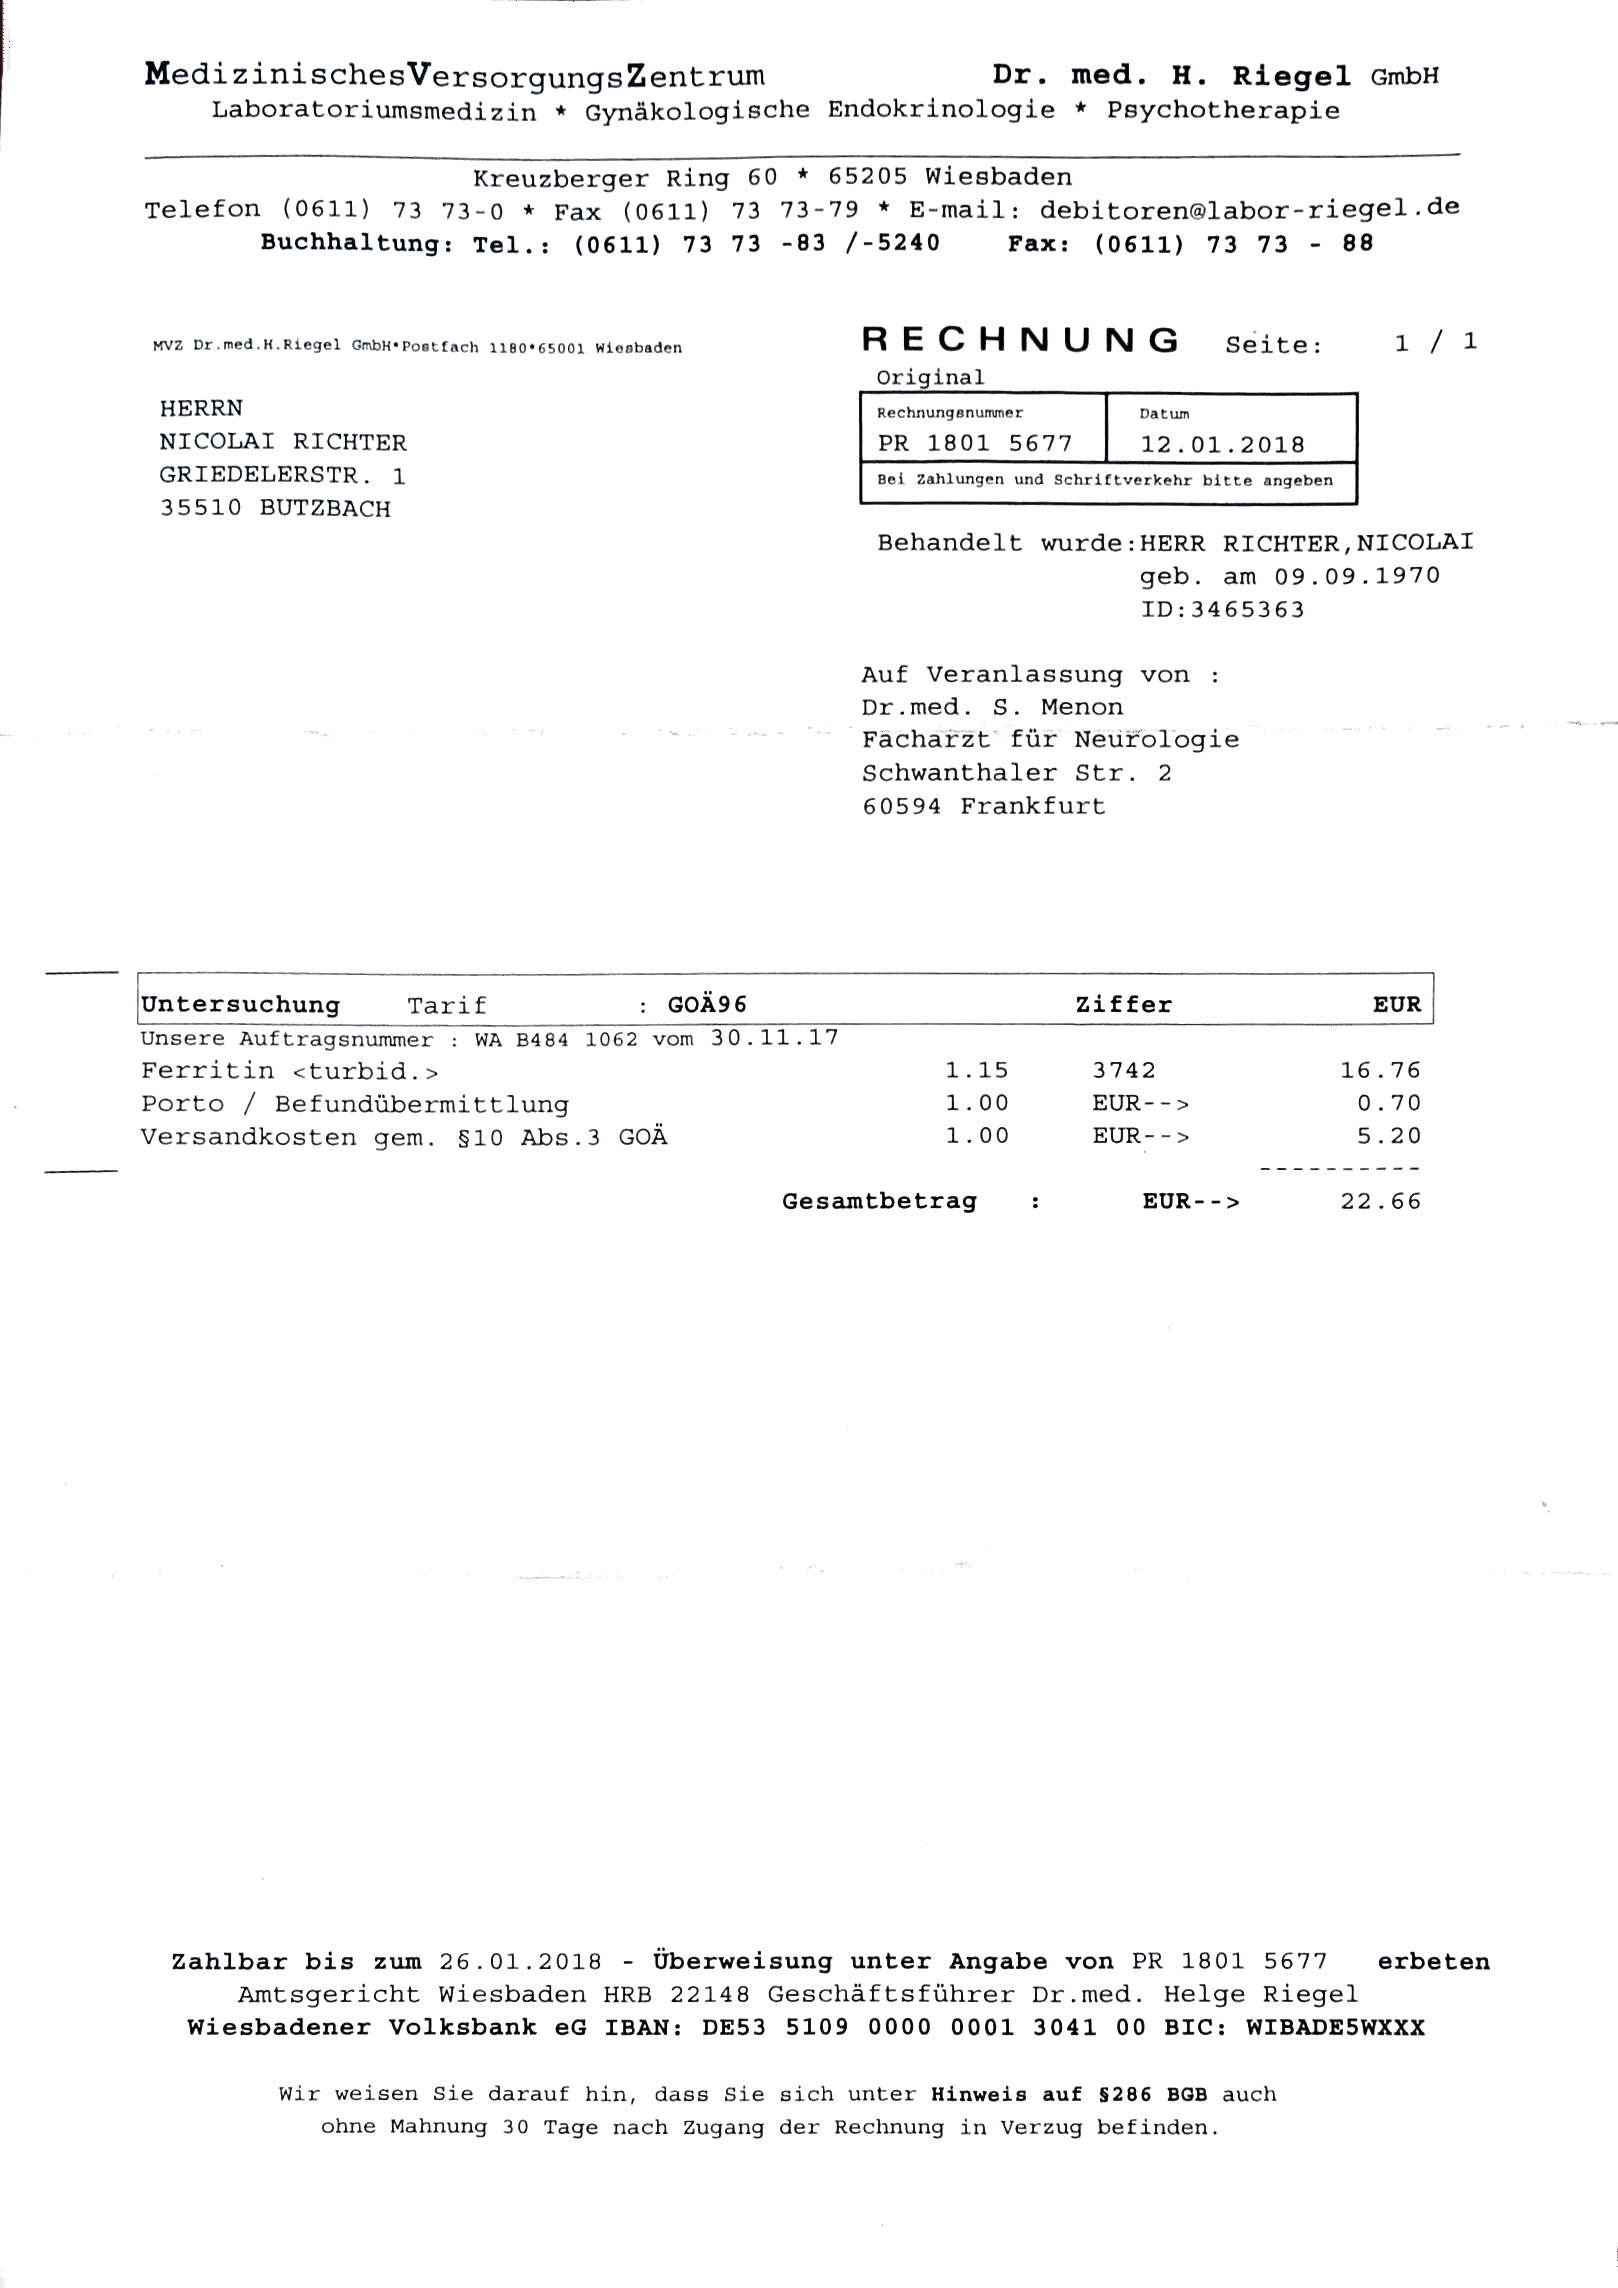 MedizinischesVersorgungsZentrum Dr. med. H. Riegel GmbH
Laboratoriumsmedizin * Gynäkologische Endokrinologie * Psychotherapie
Kreuzberger Ring 60 * 65205 Wiesbaden
Telefon (0611) 73 73-0 * Fax (0611) 73 73-79 * E-mail: debitoren@labor-riegel.de
Buchhaltung: Tel.: (0611) 73 73 -83 /-5240 Fax: (0611) 73 73 - 88
MVZ Dr.med.H.Riegel GmbH*Postfach 1180*65001 Wiesbaden
HERRN
NICOLAI RICHTER
GRIEDELERSTR. 1
35510 BUTZBACH
RECHNUNG Seite: 1 / 1
Original
Rechnungsnummer Datum
PR 1801 5677 12.01.2018
Bei Zahlungen und Schriftverkehr bitte angeben
Behandelt wurde:HERR RICHTER,NICOLAI
geb. am 09.09.1970
ID:3465363
Auf Veranlassung von :
Dr.med. S. Menon
Facharzt für Neurologie
Schwanthaler Str. 2
60594 Frankfurt
Untersuchung Tarif : GOÄ96 Ziffer EUR
Unsere Auftragsnummer : WA B484 1062 vom 30.11.17
Ferritin <turbid.> 1.15 3742 16.76
Porto / Befundübermittlung 1.00 EUR--> 0.70
Versandkosten gem. §10 Abs.3 GOÄ 1.00 EUR--> 5.20
----------
Gesamtbetrag : EUR--> 22.66
Zahlbar bis zum 26.01.2018 - Überweisung unter Angabe von PR 1801 5677 erbeten
Amtsgericht Wiesbaden HRB 22148 Geschäftsführer Dr.med. Helge Riegel
Wiesbadener Volksbank eG IBAN: DE53 5109 0000 0001 3041 00 BIC: WIBADE5WXXX
Wir weisen Sie darauf hin, dass Sie sich unter Hinweis auf §286 BGB auch
ohne Mahnung 30 Tage nach Zugang der Rechnung in Verzug befinden.